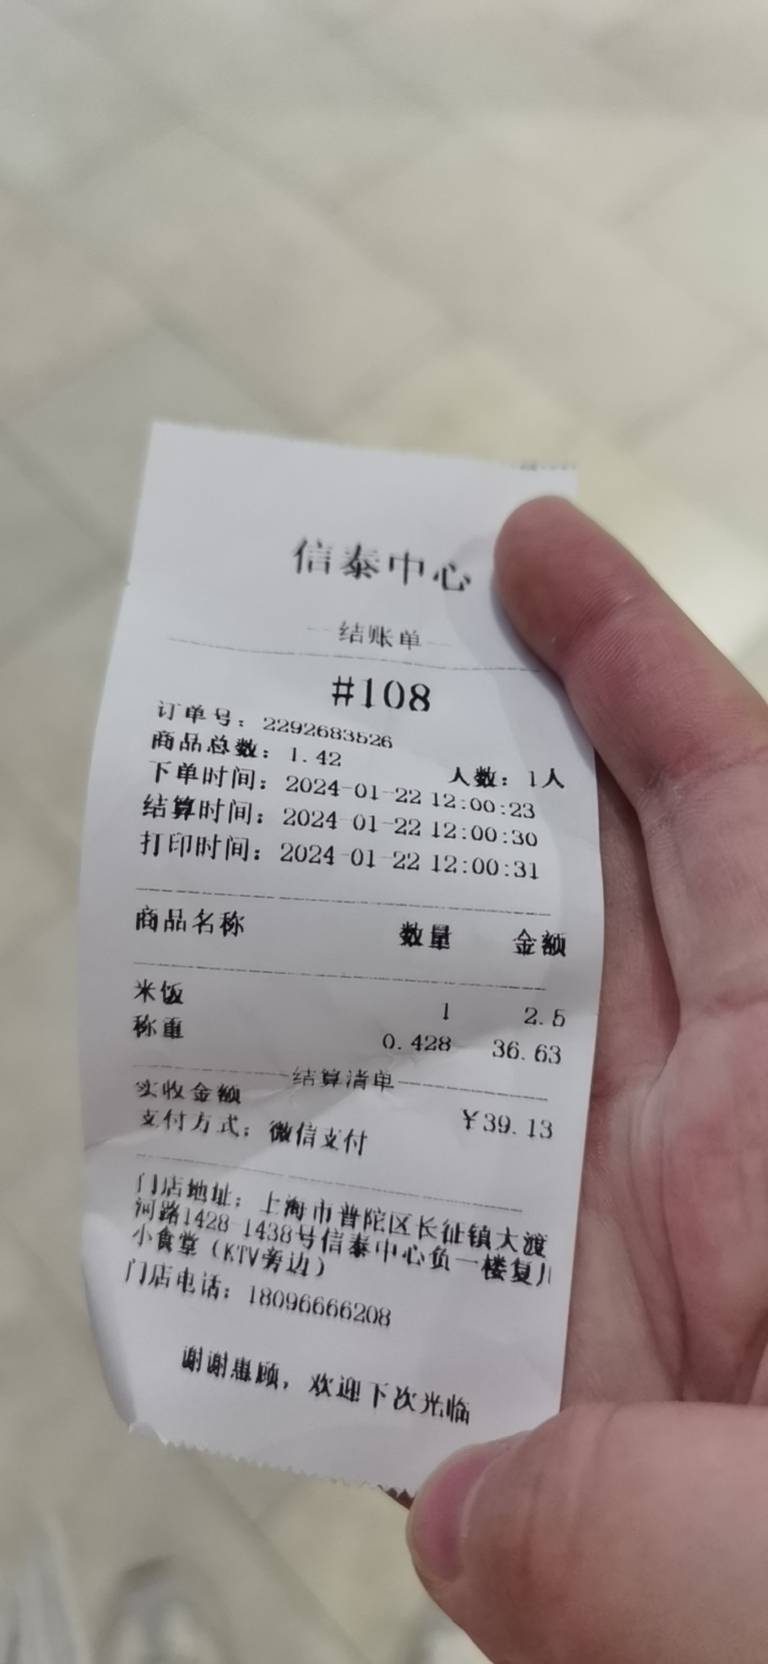 信泰中心
结账单
#108
订单号：2292683526
商品总数：1.42 人数：1人
下单时间：2024-01-22 12:00:23
结算时间：2024-01-22 12:00:30
打印时间：2024-01-22 12:00:31
商品名称 数量 金额
米饭 1 2.5
称重 0.428 36.63
结算清单
实收金额 ￥39.13
支付方式：微信支付
门店地址：上海市普陀区长征镇大渡
河路1428-1438号信泰中心负一楼复
小食堂（KTV旁边）
门店电话：18096666208
谢谢惠顾，欢迎下次光临